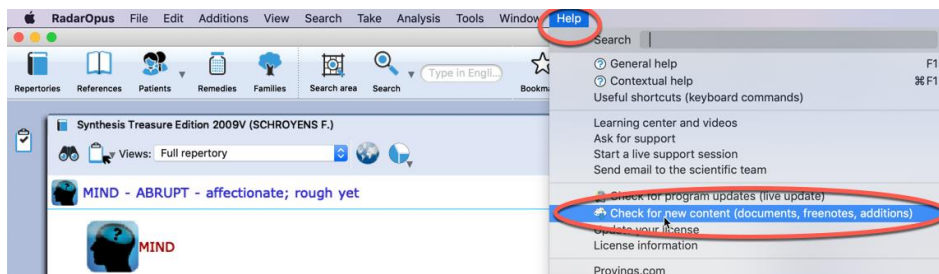 RadarOpus File Edit Additions View Search Take Analysis Tools Window Help
Search
General help F1
Contextual help ⌘F1
Useful shortcuts (keyboard commands)
Learning center and videos
Ask for support
Start a live support session
Send email to the scientific team
Check for program updates (live update)
Check for new content (documents, freenotes, additions)
Update your license
License information
Provings.com
Type in Engli...
Repertories References Patients Remedies Families Search area Search Bookma
Synthesis Treasure Edition 2009V (SCHROYENS F.)
Views: Full repertory
MIND - ABRUPT - affectionate; rough yet
MIND